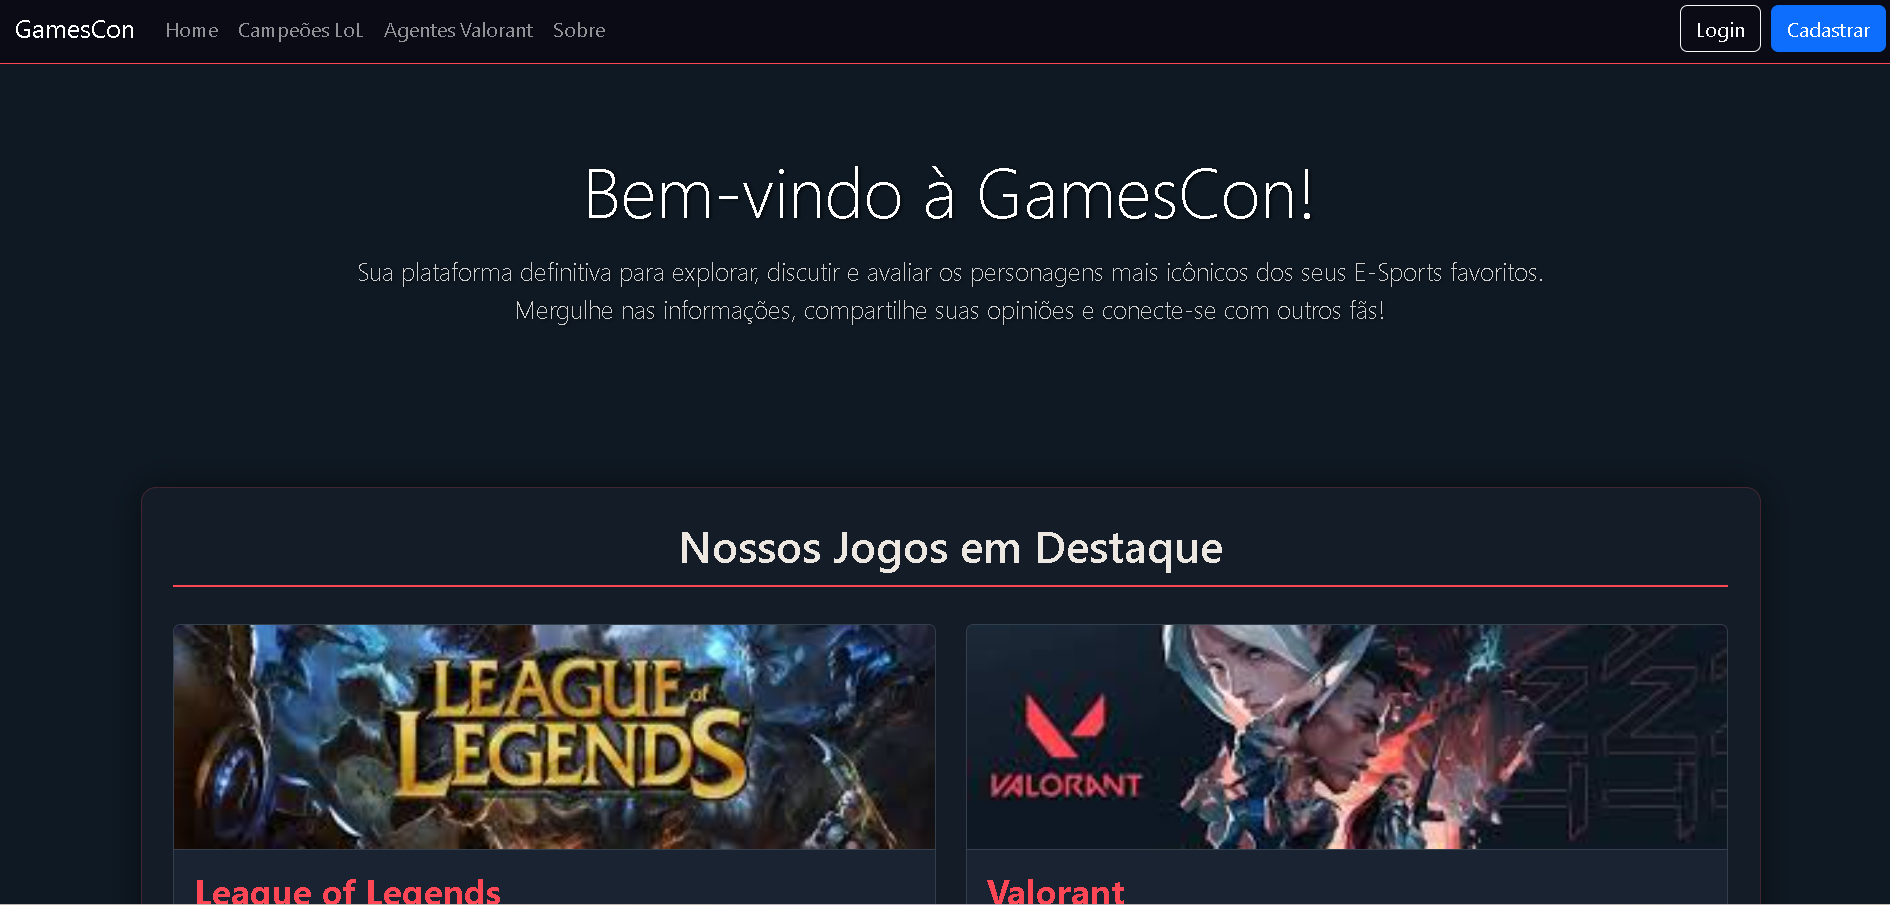 GamesCon Home Campeões LoL Agentes Valorant Sobre Login Cadastrar
Bem-vindo à GamesCon!
Sua plataforma definitiva para explorar, discutir e avaliar os personagens mais icônicos dos seus E-Sports favoritos.
Mergulhe nas informações, compartilhe suas opiniões e conecte-se com outros fãs!
Nossos Jogos em Destaque
LEAGUE of
LEGENDS
VALORANT
League of Legends
Valorant